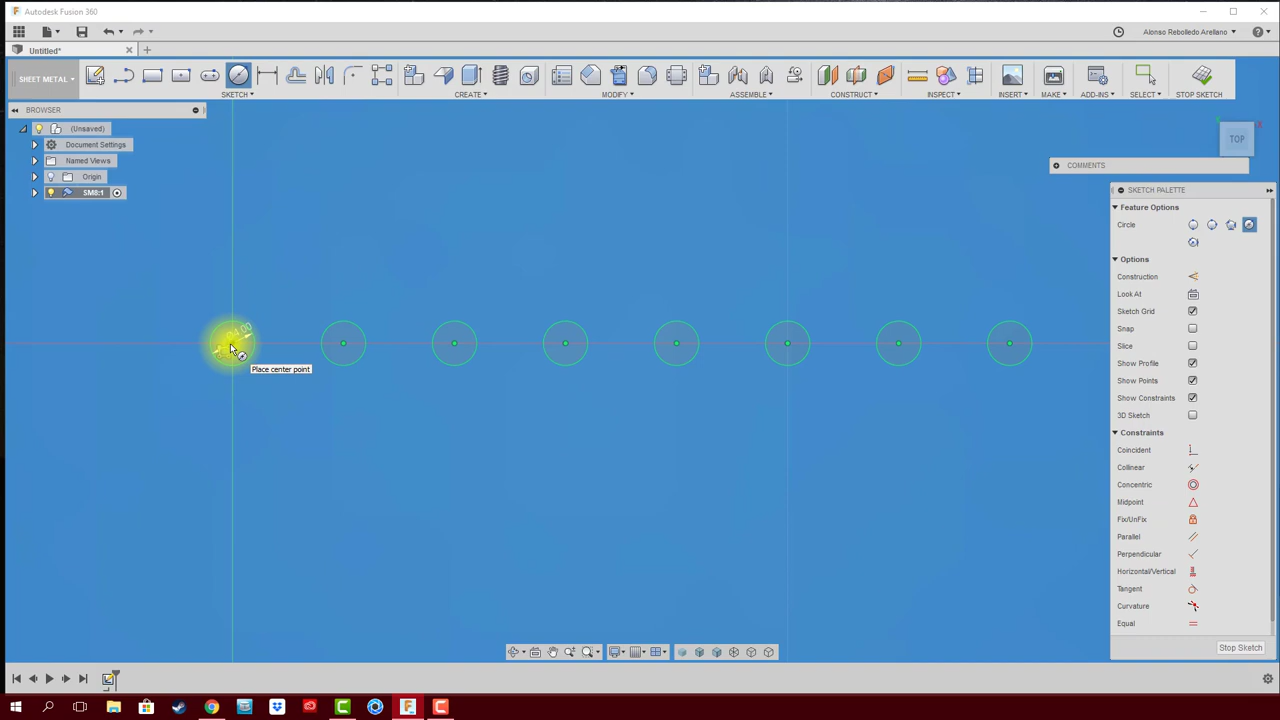 Autodesk Fusion 360
Alonso Rebolledo Arellano
Untitled*
SHEET METAL
SKETCH
CREATE
MODIFY
ASSEMBLE
CONSTRUCT
INSPECT
INSERT
MAKE
ADD-INS
SELECT
STOP SKETCH
BROWSER
(Unsaved)
Document Settings
Named Views
Origin
SM8:1
TOP
COMMENTS
SKETCH PALETTE
Feature Options
Circle
Options
Construction
Look At
Sketch Grid
Snap
Slice
Show Profile
Show Points
Show Constraints
3D Sketch
Constraints
Coincident
Collinear
Concentric
Midpoint
Fix/UnFix
Parallel
Perpendicular
Horizontal/Vertical
Tangent
Curvature
Equal
Stop Sketch
Place center point